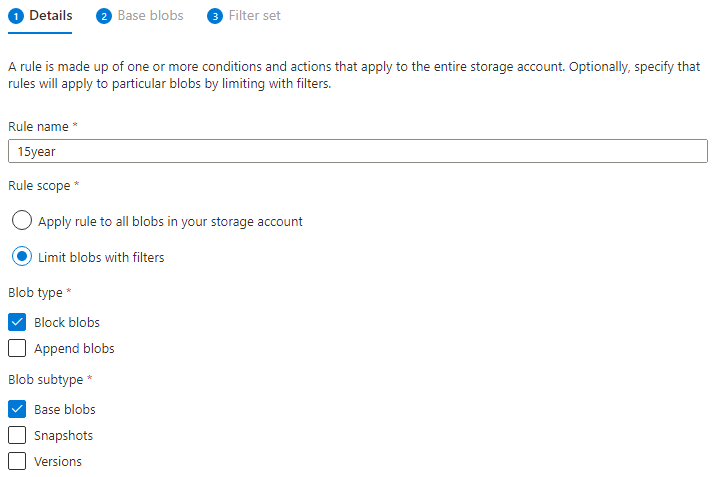 1 Details 2 Base blobs 3 Filter set
A rule is made up of one or more conditions and actions that apply to the entire storage account. Optionally, specify that
rules will apply to particular blobs by limiting with filters.
Rule name *
15year
Rule scope *
Apply rule to all blobs in your storage account
Limit blobs with filters
Blob type *
Block blobs
Append blobs
Blob subtype *
Base blobs
Snapshots
Versions